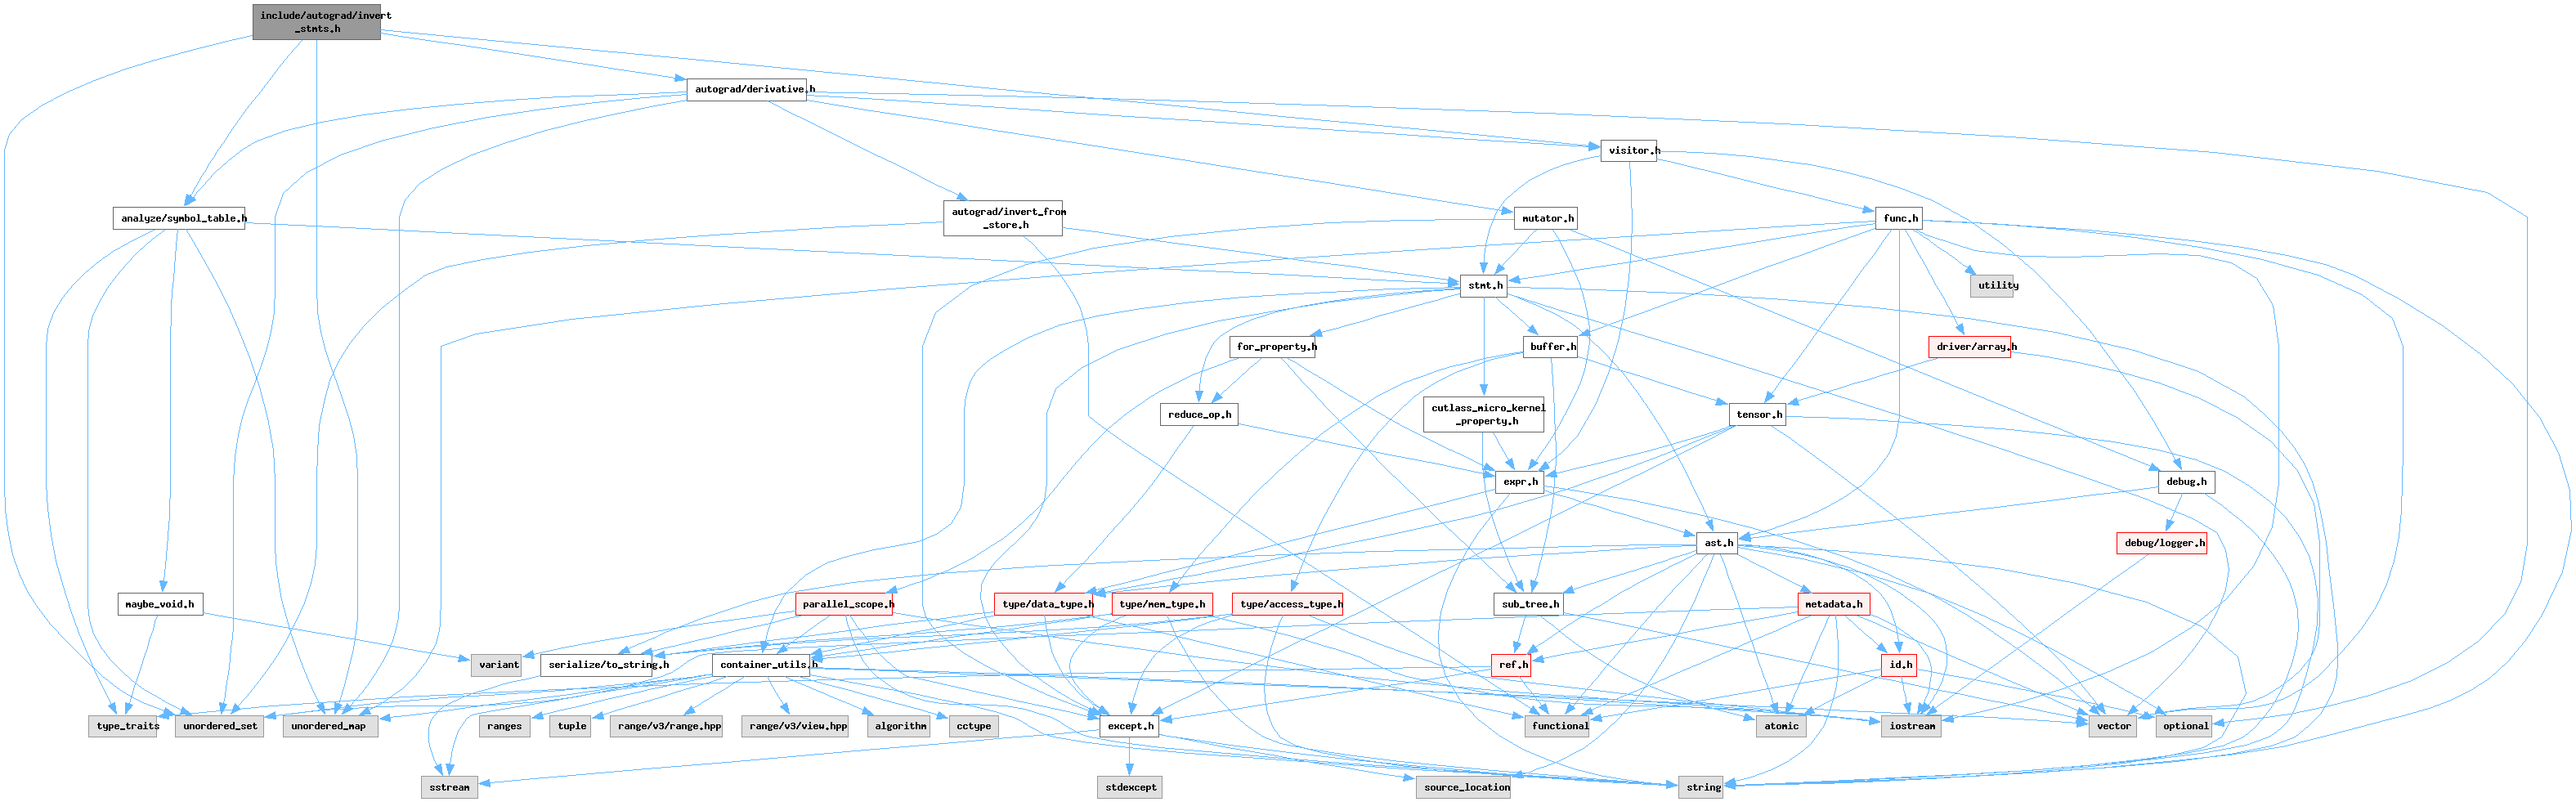 include/autograd/invert
_stmts.h
autograd/derivative.h
visitor.h
analyze/symbol_table.h
autograd/invert_from
_store.h
mutator.h
func.h
stmt.h
utility
for_property.h
buffer.h
driver/array.h
reduce_op.h
cutlass_micro_kernel
_property.h
tensor.h
expr.h
debug.h
ast.h
debug/logger.h
maybe_void.h
parallel_scope.h
type/data_type.h
type/mem_type.h
type/access_type.h
sub_tree.h
metadata.h
variant
serialize/to_string.h
container_utils.h
ref.h
id.h
type_traits
unordered_set
unordered_map
ranges
tuple
range/v3/range.hpp
range/v3/view.hpp
algorithm
cctype
except.h
functional
atomic
iostream
vector
optional
sstream
stdexcept
source_location
string